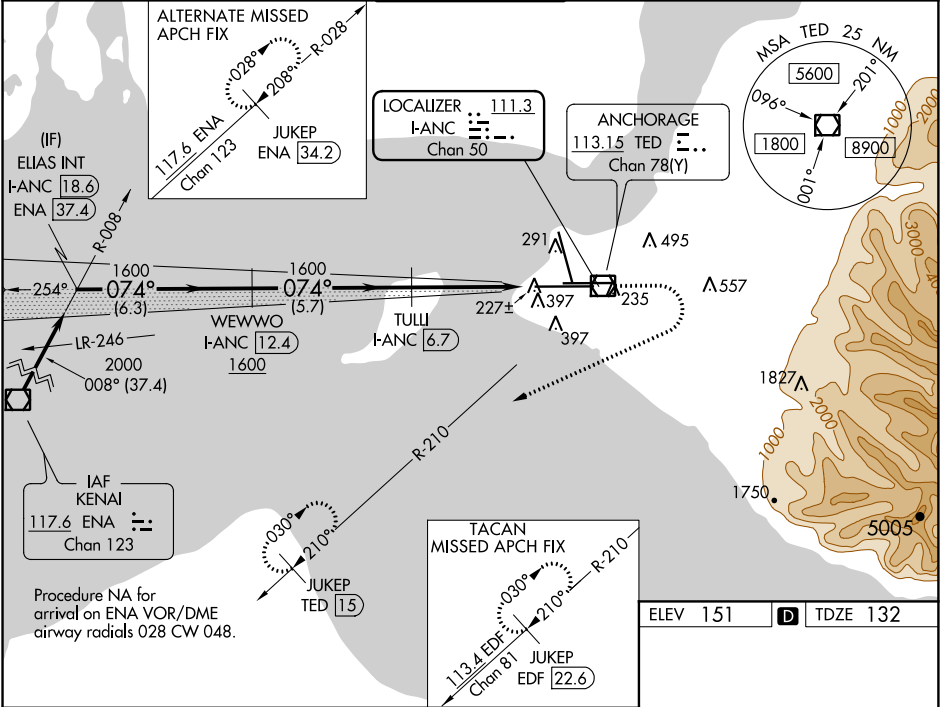 ALTERNATE MISSED
APCH FIX
R-028
028°
208°
117.6 ENA
Chan 123
JUKEP
ENA 34.2
MSA TED 25 NM
5600
201°
096°
1800
8900
001°
LOCALIZER 111.3
I-ANC
Chan 50
ANCHORAGE
113.15 TED
Chan 78(Y)
(IF)
ELIAS INT
I-ANC 18.6
ENA 37.4
R-008
1600
1600
254°
074°
074°
(6.3)
(5.7)
WEWWO
I-ANC 12.4
1600
TULLI
I-ANC 6.7
LR-246
2000
008° (37.4)
291
495
557
227±
397
235
397
1000
2000
3000
1827
2000
1000
1750
5005
R-210
IAF
KENAI
117.6 ENA
Chan 123
030°
210°
JUKEP
TED 15
Procedure NA for
arrival on ENA VOR/DME
airway radials 028 CW 048.
TACAN
MISSED APCH FIX
R-210
030°
210°
113.4 EDF
Chan 81
JUKEP
EDF 22.6
ELEV 151 D TDZE 132